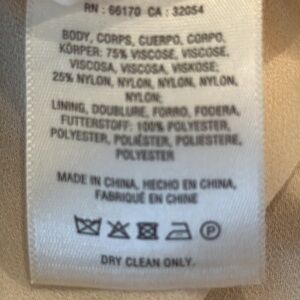 RN : 66170 CA : 32054
BODY, CORPS, CUERPO, CORPO,
KÖRPER: 75% VISCOSE, VISCOSE,
VISCOSA, VISCOSA, VISKOSE;
25% NYLON, NYLON, NYLON, NYLON,
NYLON;
LINING, DOUBLURE, FORRO, FODERA,
FUTTERSTOFF: 100% POLYESTER,
POLYESTER, POLIÉSTER, POLIESTERE,
POLYESTER
MADE IN CHINA, HECHO EN CHINA,
FABRIQUÉ EN CHINE
P
DRY CLEAN ONLY.